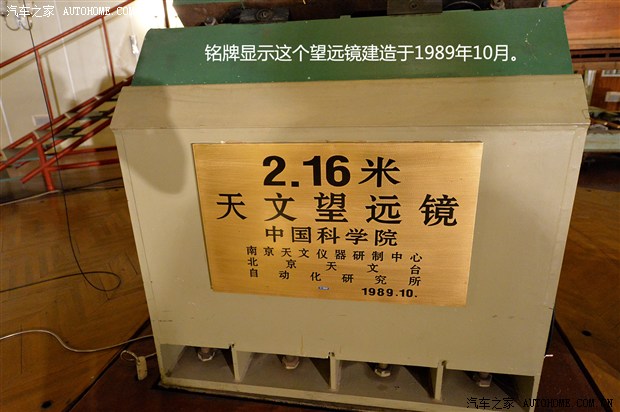 汽车之家 AUTOHOME.COM.CN
铭牌显示这个望远镜建造于1989年10月。
2.16米
天文望远镜
中国科学院
南京天文仪器研制中心
北京天文台
自动化研究所
1989.10.
汽车之家 WWW.AUTOHOME.COM.CN